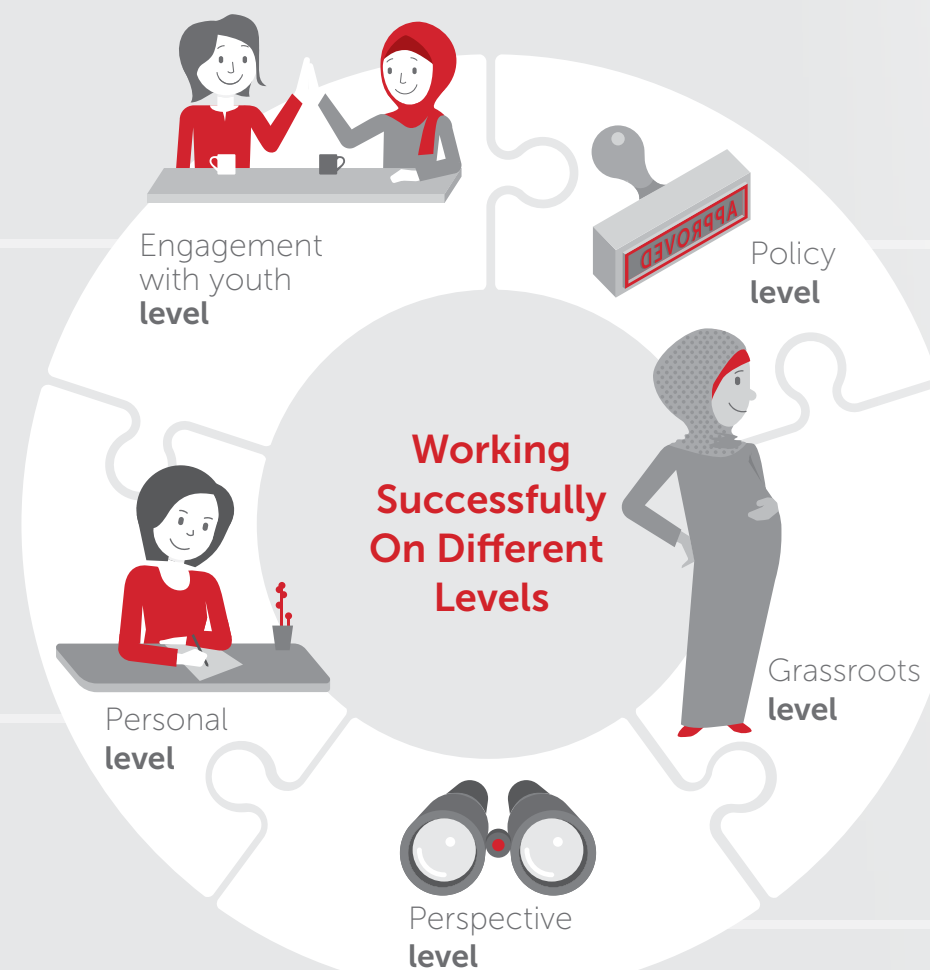 Engagement
with youth
level
APPROVED
Policy
level
Working
Successfully
On Different
Levels
Personal
level
Grassroots
level
Perspective
level